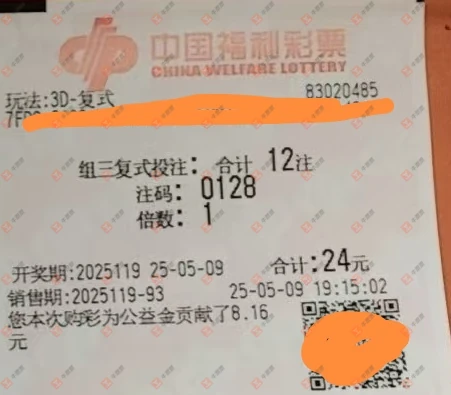 中国福利彩票
CHINA WELFARE LOTTERY
玩法:3D-复式 83020485
组三复式投注: 合计 12注
注码: 0128
倍数: 1
开奖期:2025119 25-05-09 合计:24元
销售期:2025119-93 25-05-09 19:15:02
您本次购彩为公益金贡献了8.16
元